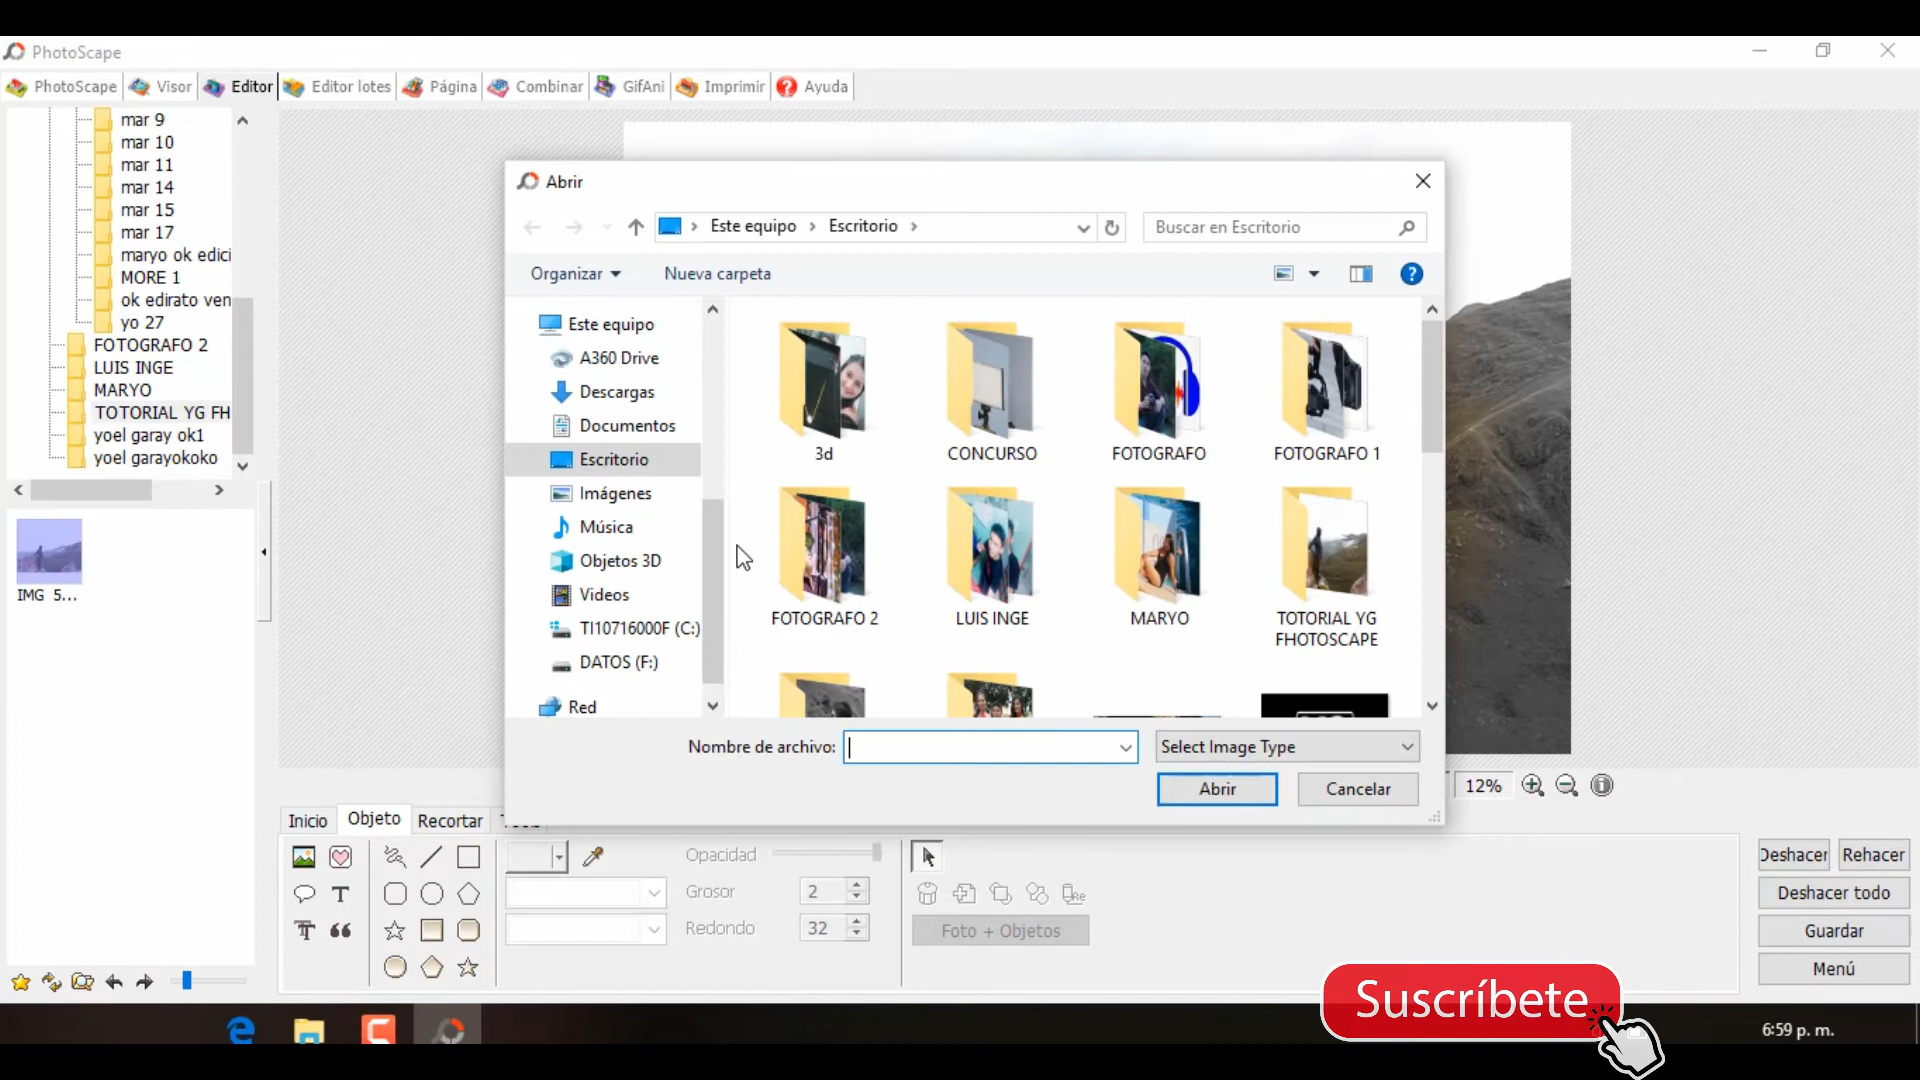 PhotoScape
PhotoScape Visor Editor Editor lotes Página Combinar GifAni Imprimir Ayuda
mar 9
mar 10
mar 11
mar 14
mar 15
mar 17
maryo ok edici
MORE 1
ok edirato ven
yo 27
FOTOGRAFO 2
LUIS INGE
MARYO
TOTORIAL YG FH
yoel garay ok1
yoel garayokoko
IMG 5...
Abrir
Este equipo > Escritorio >
Buscar en Escritorio
Organizar
Nueva carpeta
Este equipo
A360 Drive
Descargas
Documentos
Escritorio
Imágenes
Música
Objetos 3D
Videos
TI10716000F (C:)
DATOS (F:)
Red
3d
CONCURSO
FOTOGRAFO
FOTOGRAFO 1
FOTOGRAFO 2
LUIS INGE
MARYO
TOTORIAL YG
FHOTOSCAPE
Nombre de archivo:
Select Image Type
Abrir
Cancelar
12%
Inicio
Objeto
Recortar
Opacidad
Grosor 2
Redondo 32
Foto + Objetos
Deshacer
Rehacer
Deshacer todo
Guardar
Menú
Suscríbete
6:59 p. m.